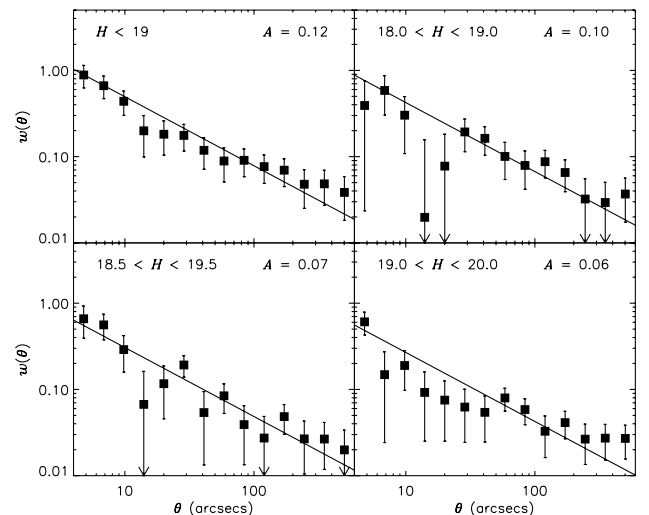 H < 19 A = 0.12
18.0 < H < 19.0 A = 0.10
w(θ)
1.00
0.10
0.01
18.5 < H < 19.5 A = 0.07
19.0 < H < 20.0 A = 0.06
w(θ)
1.00
0.10
0.01
10 100
10 100
θ (arcsecs)
θ (arcsecs)